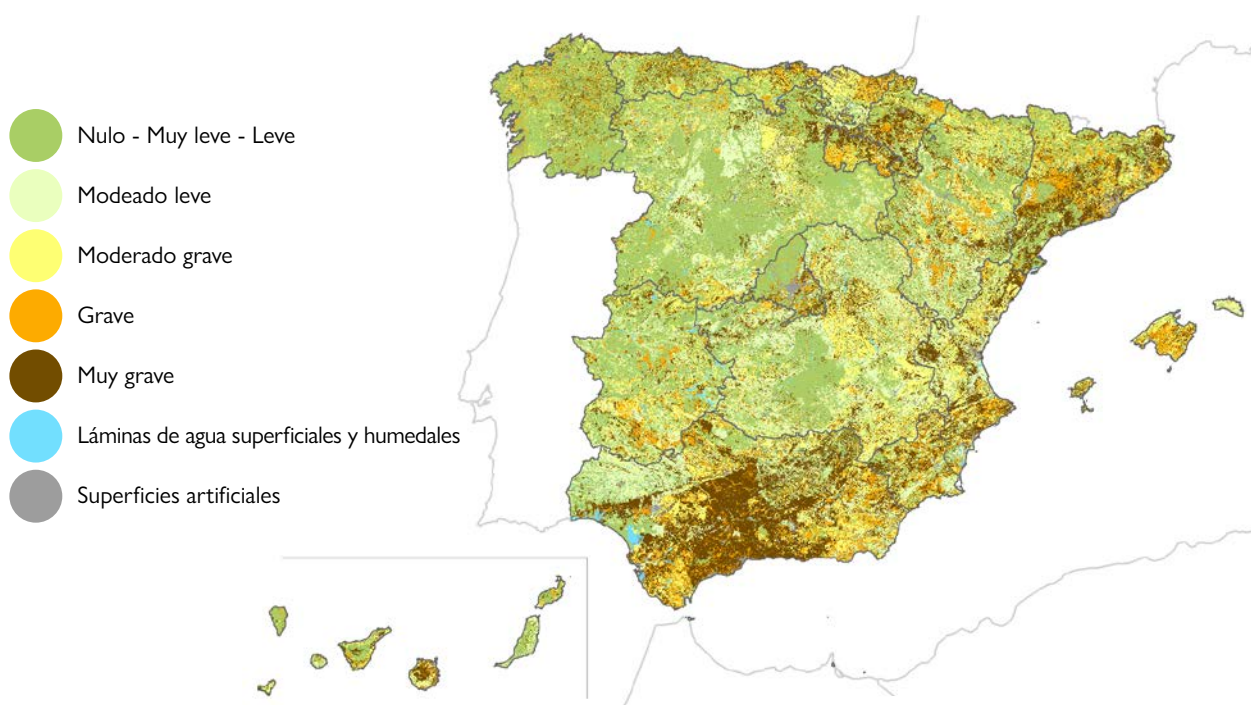 Nulo - Muy leve - Leve
Modeado leve
Moderado grave
Grave
Muy grave
Láminas de agua superficiales y humedales
Superficies artificiales